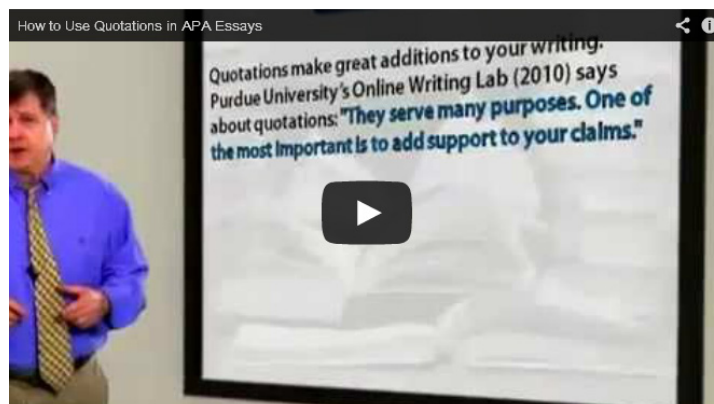 How to Use Quotations in APA Essays
Quotations make great additions to your writing.
Purdue University's Online Writing Lab (2010) says
about quotations: "They serve many purposes. One of
the most important is to add support to your claims."